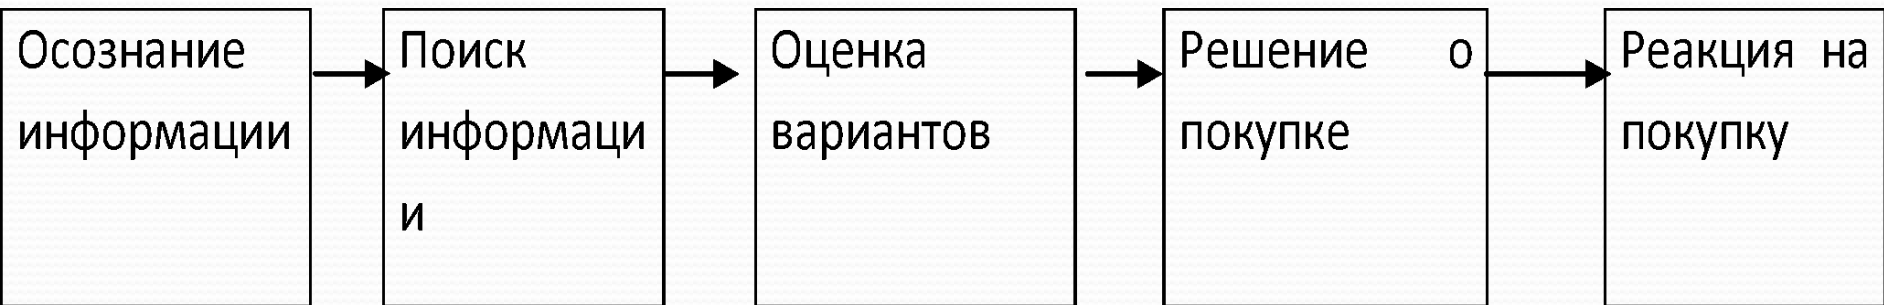 Осознание
информации
Поиск
информаци
и
Оценка
вариантов
Решение о
покупке
Реакция на
покупку